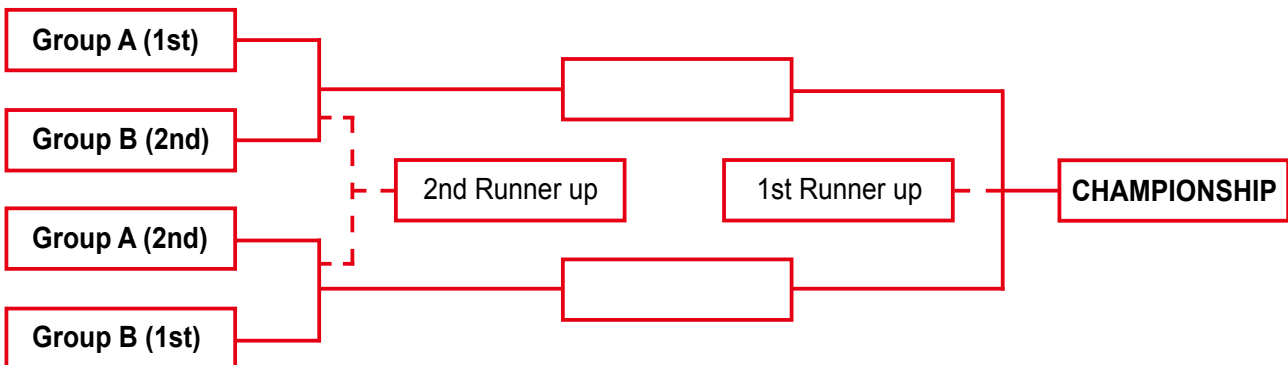 Group A (1st)
Group B (2nd)
2nd Runner up
1st Runner up
CHAMPIONSHIP
Group A (2nd)
Group B (1st)